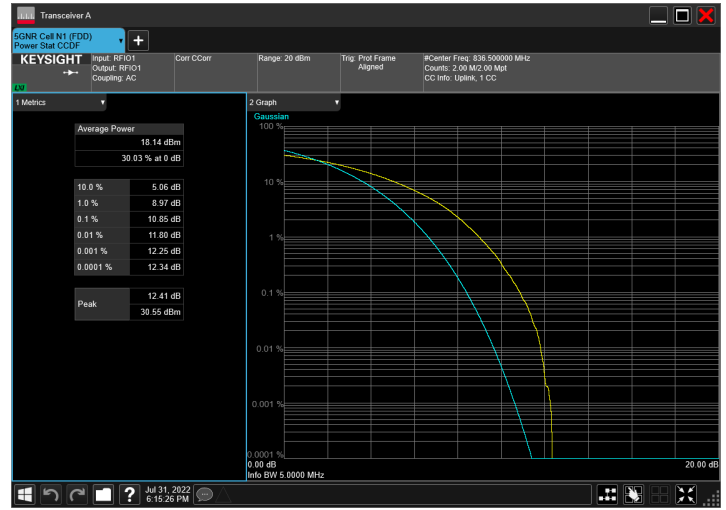 Transceiver A
5GNR Cell N1 (FDD)
Power Stat CCDF
KEYSIGHT
LXI
Input: RFIO1
Output: RFIO1
Coupling: AC
Corr CCorr
Range: 20 dBm
Trig: Prot Frame
Aligned
#Center Freq: 836.500000 MHz
Counts: 2.00 M/2.00 Mpt
CC Info: Uplink, 1 CC
1 Metrics
Average Power
18.14 dBm
30.03 % at 0 dB
10.0 % 5.06 dB
1.0 % 8.97 dB
0.1 % 10.85 dB
0.01 % 11.80 dB
0.001 % 12.25 dB
0.0001 % 12.34 dB
Peak 12.41 dB
30.55 dBm
2 Graph
Gaussian
100 %
10 %
1 %
0.1 %
0.01 %
0.001 %
0.0001 %
0.00 dB 20.00 dB
Info BW 5.0000 MHz
Jul 31, 2022
6:15:26 PM